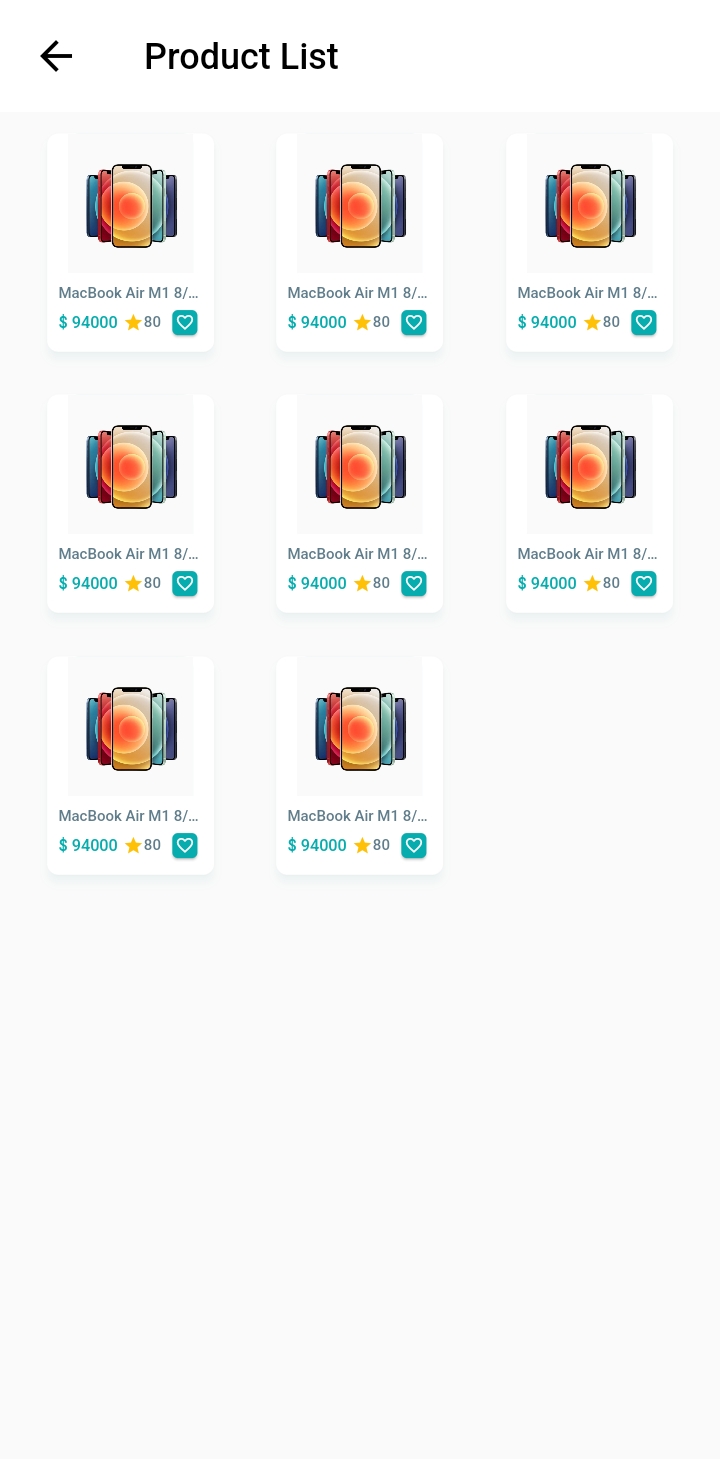 Product List
MacBook Air M1 8/... MacBook Air M1 8/... MacBook Air M1 8/...
$ 94000 80 $ 94000 80 $ 94000 80
MacBook Air M1 8/... MacBook Air M1 8/... MacBook Air M1 8/...
$ 94000 80 $ 94000 80 $ 94000 80
MacBook Air M1 8/... MacBook Air M1 8/...
$ 94000 80 $ 94000 80